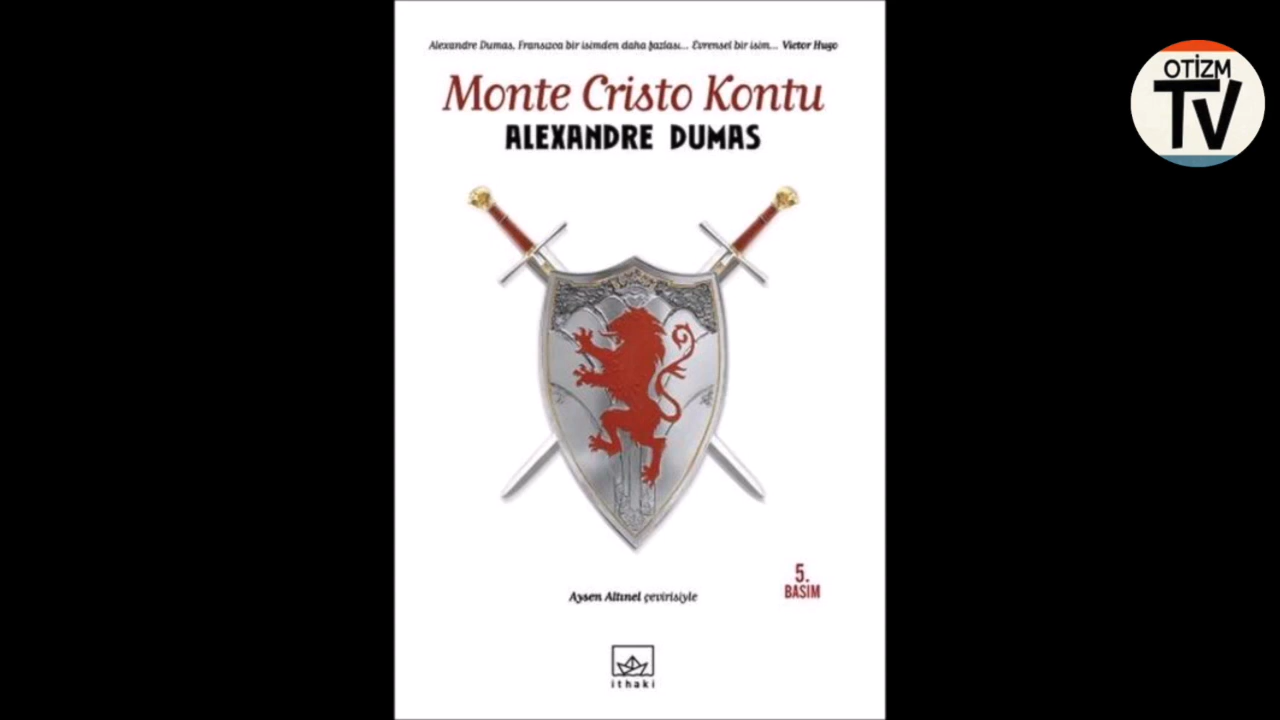 Alexandre Dumas, Fransızca bir isimden daha fazlası... Evrensel bir isim... Victor Hugo
Monte Cristo Kontu
ALEXANDRE DUMAS
OTİZM
TV
5.
BASIM
Aysen Altınel çevirisiyle
ithaki